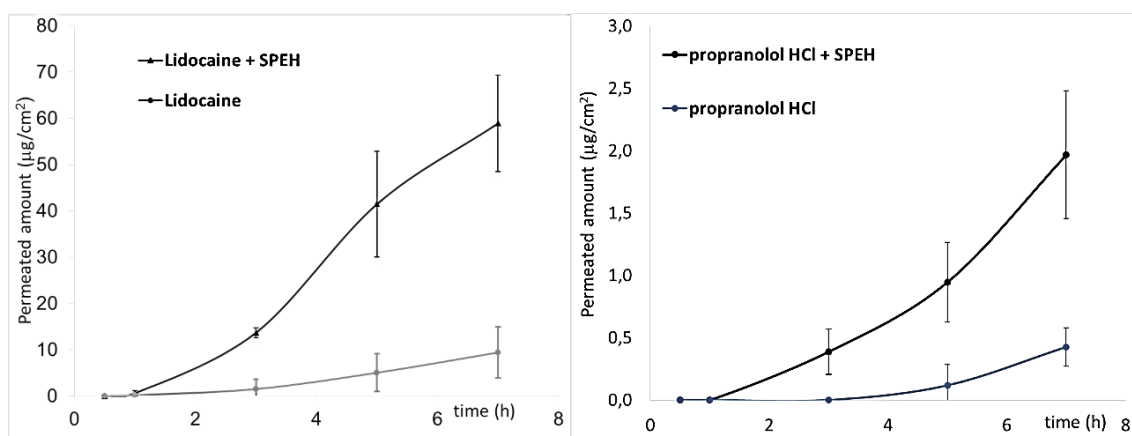 80
70
60
50
40
30
20
10
0
Permeated amount (µg/cm²)
Lidocaine + SPEH
Lidocaine
0 2 4 6 8
time (h)
3,0
2,5
2,0
1,5
1,0
0,5
0,0
Permeated amount (µg/cm²)
propranolol HCl + SPEH
propranolol HCl
0 2 4 6 8
time (h)